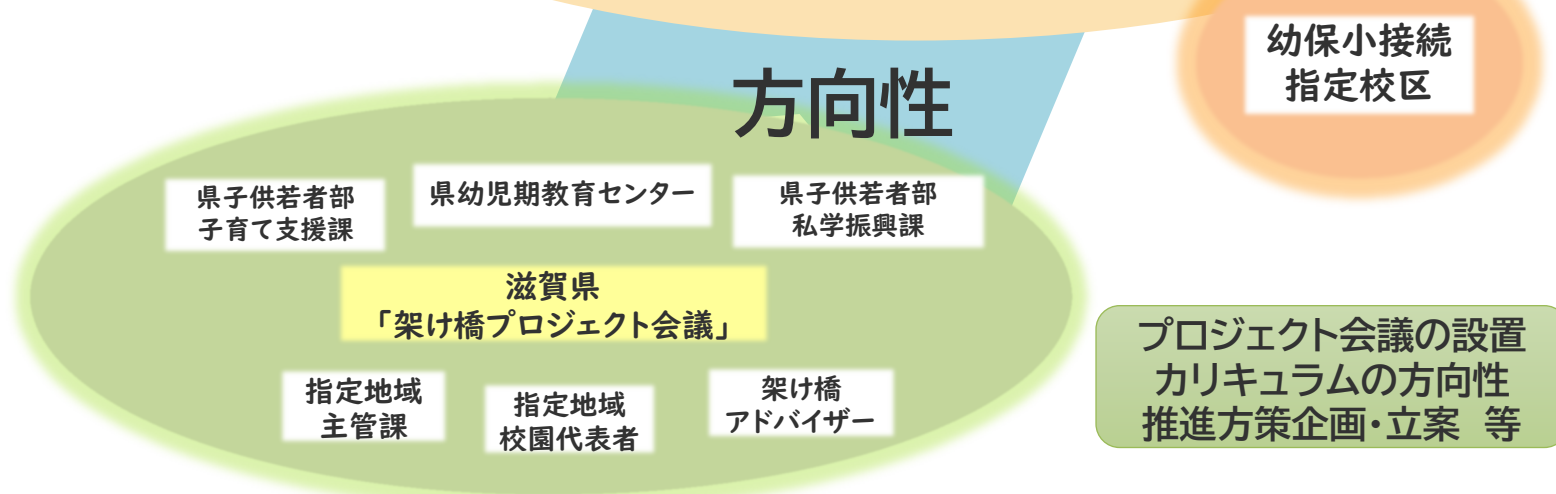 幼保小接続
指定校区
方向性
県子供若者部
子育て支援課
県幼児期教育センター
県子供若者部
私学振興課
滋賀県
「架け橋プロジェクト会議」
指定地域
主管課
指定地域
校園代表者
架け橋
アドバイザー
プロジェクト会議の設置
カリキュラムの方向性
推進方策企画・立案 等